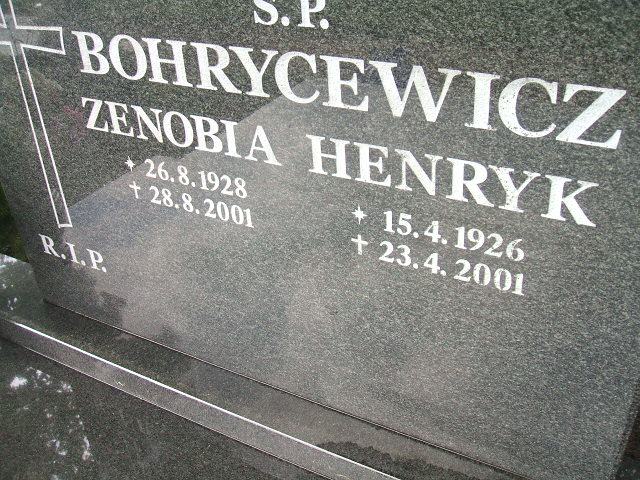 S.P.
BOHRYCEWICZ
ZENOBIA HENRYK
* 26.8.1928 * 15.4.1926
† 28.8.2001 † 23.4.2001
R.I.P.